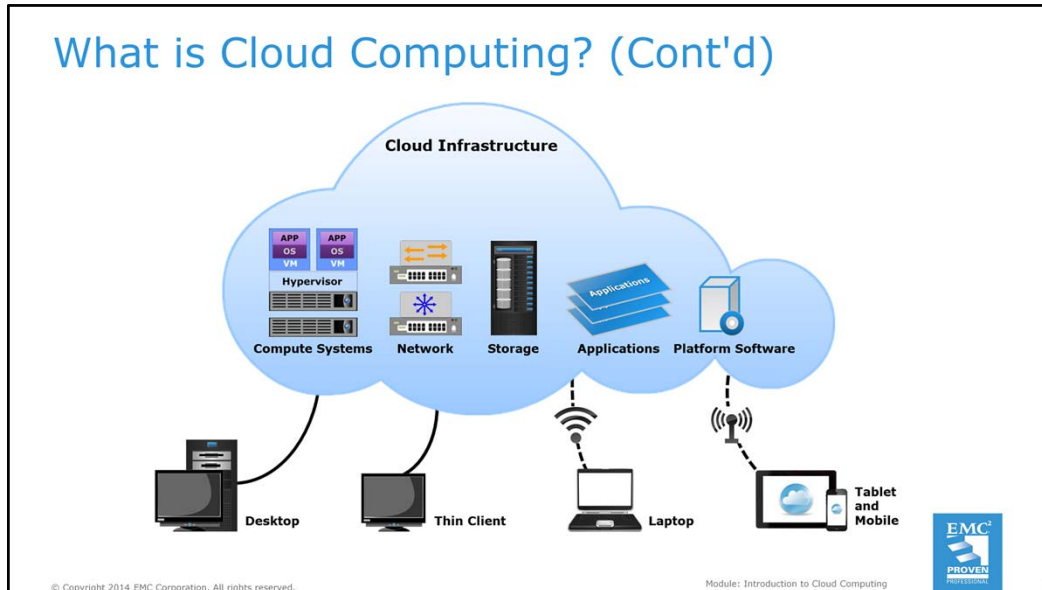 What is Cloud Computing? (Cont'd)
Cloud Infrastructure
APP APP
OS OS
VM VM
Hypervisor
Applications
Compute Systems Network Storage Applications Platform Software
Desktop
Thin Client
Laptop
Tablet
and
Mobile
EMC²
PROVEN
PROFESSIONAL
© Copyright 2014 EMC Corporation. All rights reserved.
Module: Introduction to Cloud Computing